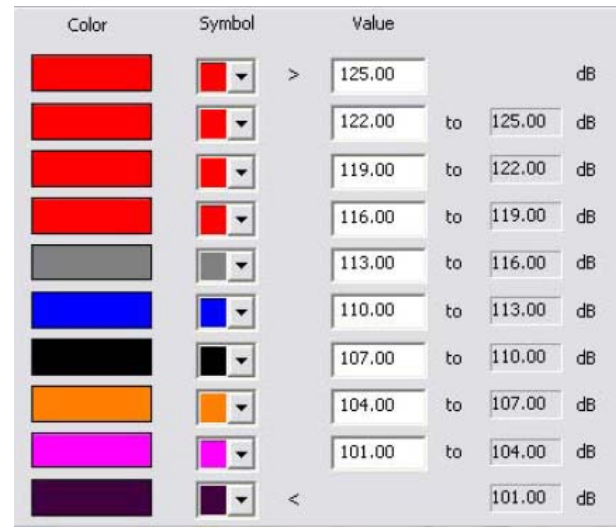 Color Symbol Value
> 125.00 dB
122.00 to 125.00 dB
119.00 to 122.00 dB
116.00 to 119.00 dB
113.00 to 116.00 dB
110.00 to 113.00 dB
107.00 to 110.00 dB
104.00 to 107.00 dB
101.00 to 104.00 dB
< 101.00 dB